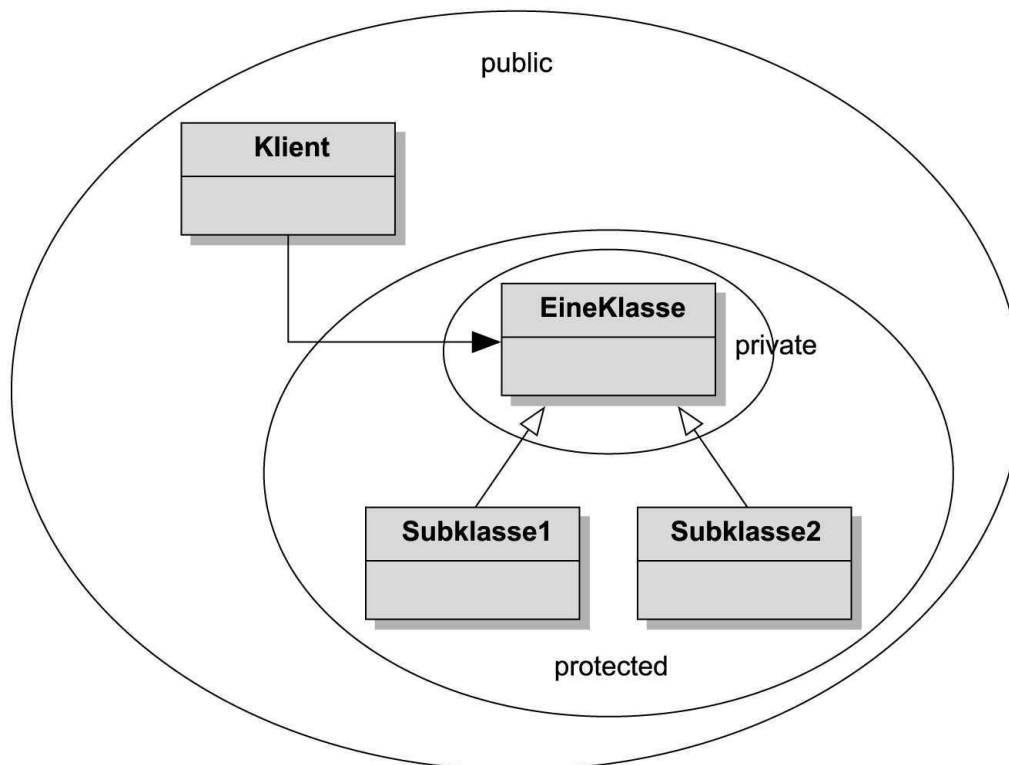 public
Klient
EineKlasse
private
Subklasse1
Subklasse2
protected